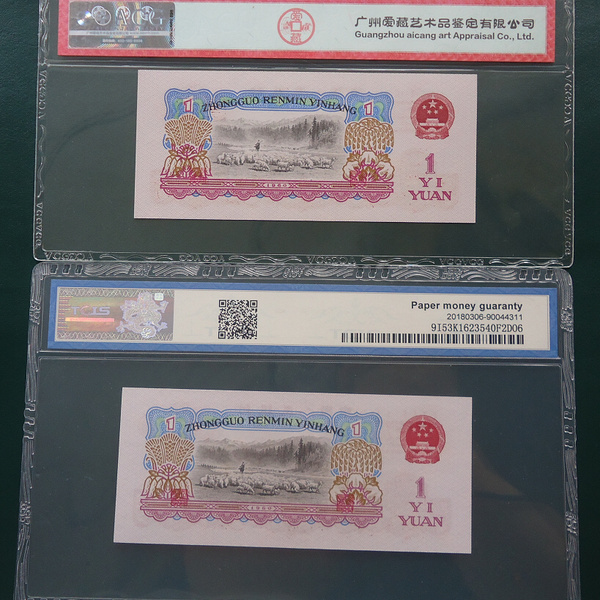 广州爱藏艺术品鉴定有限公司
Guangzhou aicang art Appraisal Co., Ltd.
ZHONGGUO RENMIN YINHANG
1
1
1
YI
YUAN
1960
Paper money guaranty
20180306-90044311
9I53K1623540F2D06
ZHONGGUO RENMIN YINHANG
1
1
1
YI
YUAN
1960